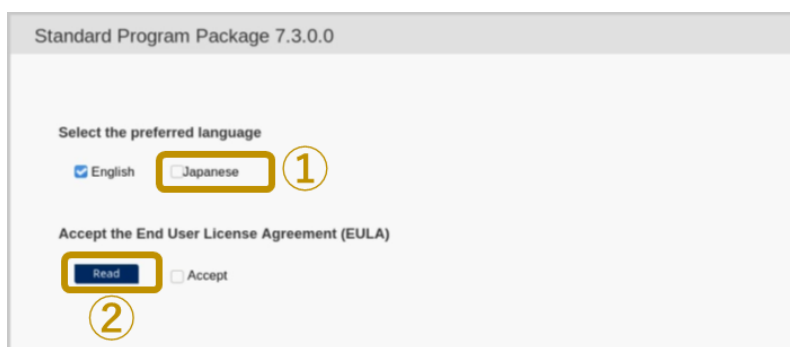 Standard Program Package 7.3.0.0
Select the preferred language
English Japanese ①
Accept the End User License Agreement (EULA)
Read Accept
②